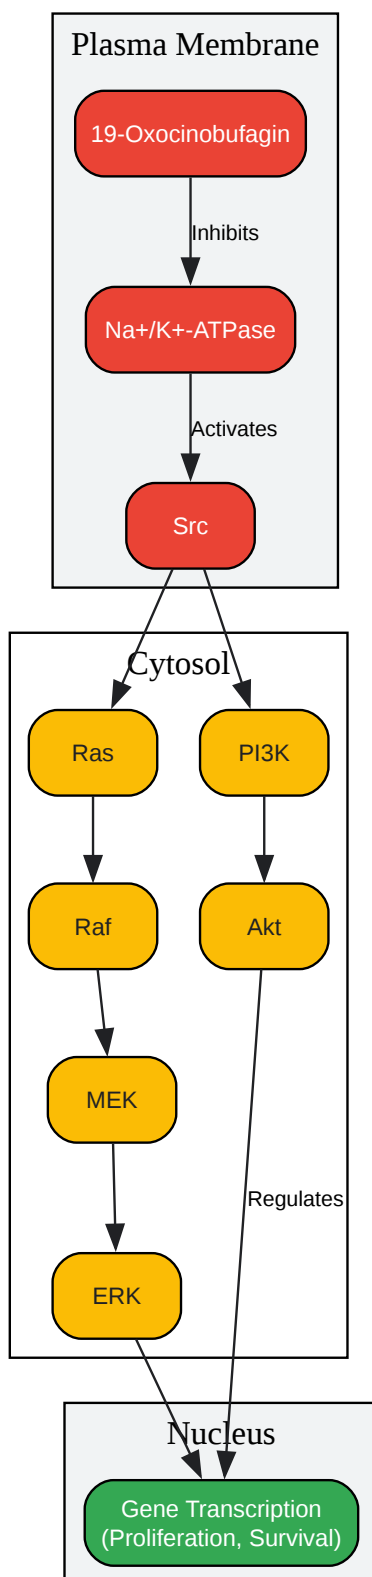 Plasma Membrane
19-Oxocinobufagin
Inhibits
Na+/K+-ATPase
Activates
Src
Cytosol
Ras
PI3K
Raf
Akt
MEK
Regulates
ERK
Nucleus
Gene Transcription
(Proliferation, Survival)